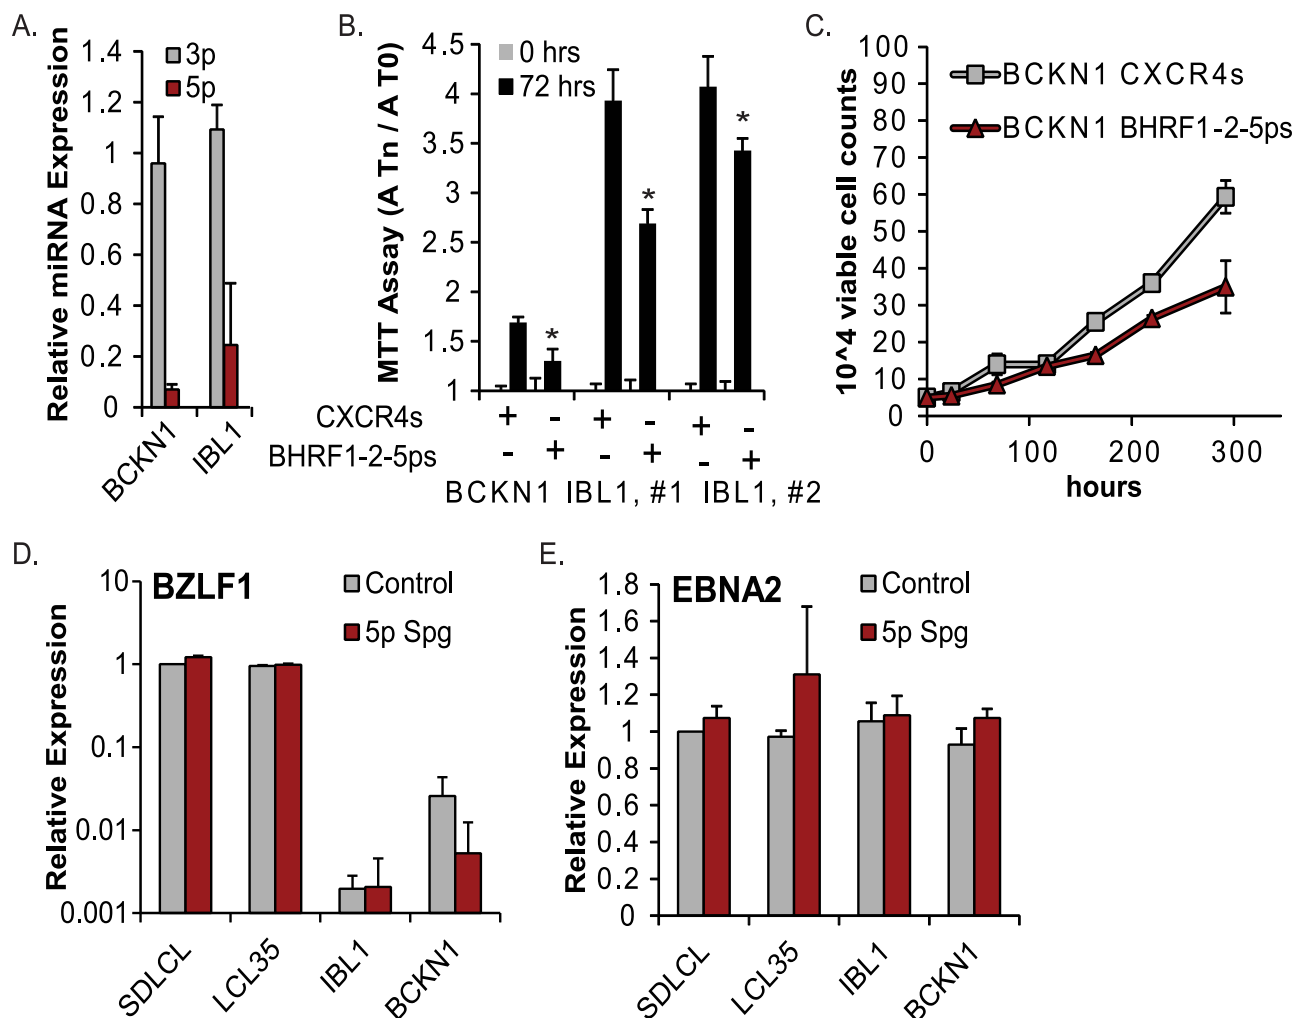 A.
Relative miRNA Expression
1.4
1.2
1
0.8
0.6
0.4
0.2
0
3p
5p
BCKN1
IBL1
B.
MTT Assay (A Tn / A T0)
4.5
4
3.5
3
2.5
2
1.5
1
0 hrs
72 hrs
* * *
CXCR4s + - + - + -
BHRF1-2-5ps - + - + - +
BCKN1 IBL1, #1 IBL1, #2
C.
10^4 viable cell counts
100
90
80
70
60
50
40
30
20
10
0
BCKN1 CXCR4s
BCKN1 BHRF1-2-5ps
0 100 200 300
hours
D.
BZLF1
Relative Expression
10
1
0.1
0.01
0.001
Control
5p Spg
SDLCL
LCL35
IBL1
BCKN1
E.
EBNA2
Relative Expression
1.8
1.6
1.4
1.2
1
0.8
0.6
0.4
0.2
0
Control
5p Spg
SDLCL
LCL35
IBL1
BCKN1